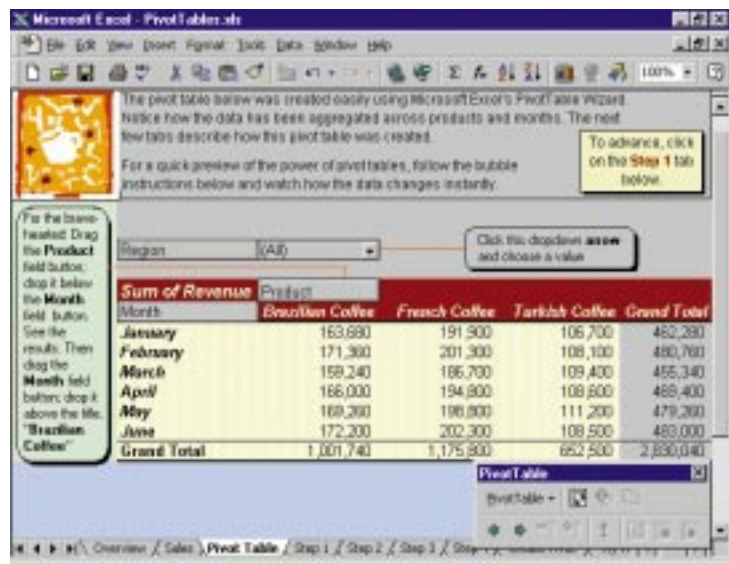 Microsoft Excel - PivotTables.xls
File Edit View Insert Format Tools Data Window Help
100%
The pivot table below was created easily using Microsoft Excel's PivotTable Wizard.
Notice how the data has been aggregated across products and months. The next
few tabs describe how this pivot table was created.
For a quick preview of the power of pivot tables, follow the bubble
instructions below and watch how the data changes instantly.
To advance, click
on the Step 1 tab
below.
For the brave-
hearted: Drag
the Product
field button;
drop it below
the Month
field button.
See the
results. Then
drag the
Month field
button; drop it
above the title,
"Brazilian
Coffee"
Region (All)
Click this dropdown arrow
and choose a value
Sum of Revenue Product
Month Brazilian Coffee French Coffee Turkish Coffee Grand Total
January 163,680 191,900 106,700 462,280
February 171,360 201,300 108,100 480,760
March 159,240 186,700 109,400 455,340
April 166,000 194,800 108,600 469,400
May 169,260 198,800 111,200 479,260
June 172,200 202,300 108,500 483,000
Grand Total 1,001,740 1,175,800 652,500 2,830,040
PivotTable
PivotTable
Overview Sales Pivot Table Step 1 Step 2 Step 3